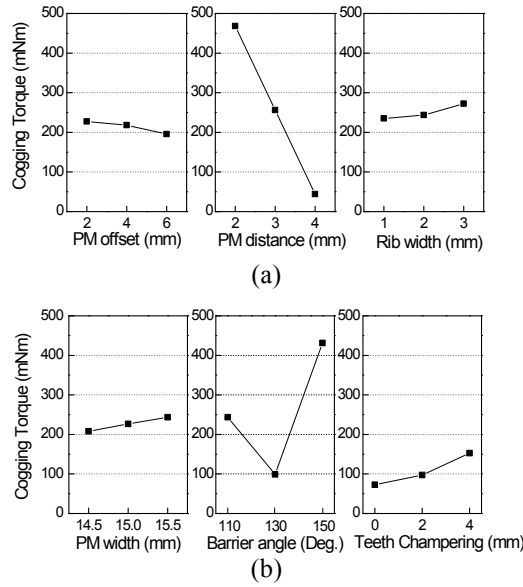 Cogging Torque (mNm)
500
400
300
200
100
0
2 4 6
PM offset (mm)
500
400
300
200
100
0
2 3 4
PM distance (mm)
500
400
300
200
100
0
1 2 3
Rib width (mm)
(a)
Cogging Torque (mNm)
500
400
300
200
100
0
14.5 15.0 15.5
PM width (mm)
500
400
300
200
100
0
110 130 150
Barrier angle (Deg.)
500
400
300
200
100
0
0 2 4
Teeth Champering (mm)
(b)